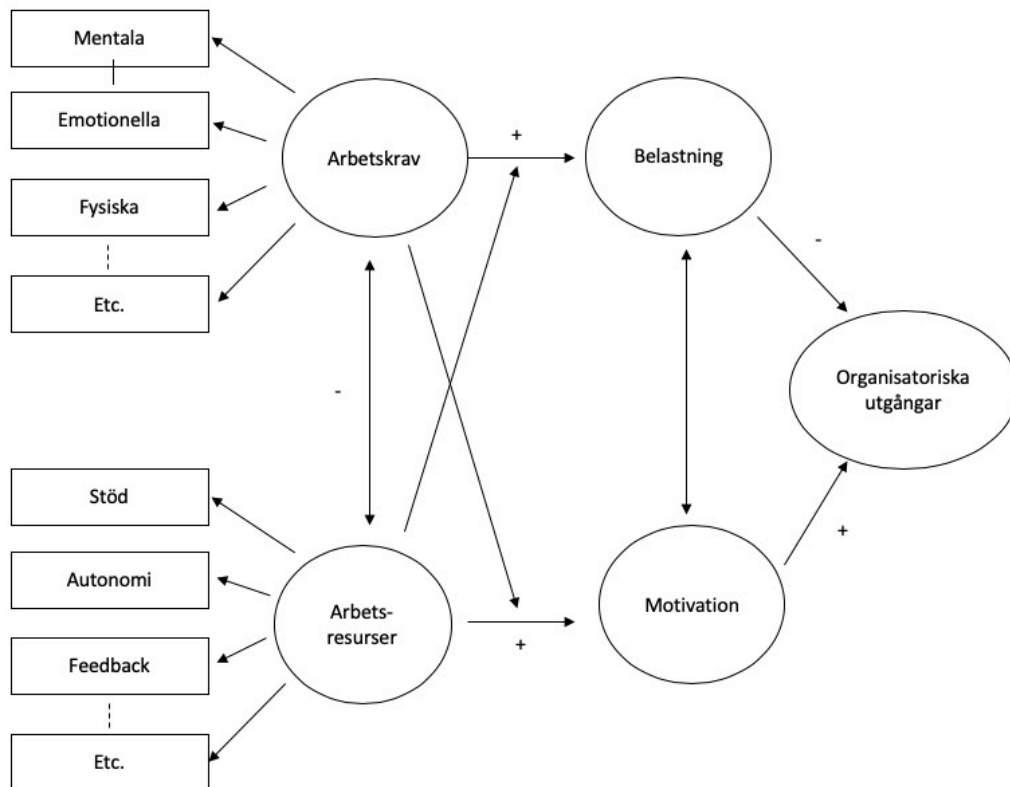 Mentala
Emotionella
Fysiska
Etc.
Arbetskrav
+
Belastning
-
-
Organisatoriska
utgångar
Stöd
Autonomi
Feedback
Etc.
Arbets-
resurser
+
Motivation
+